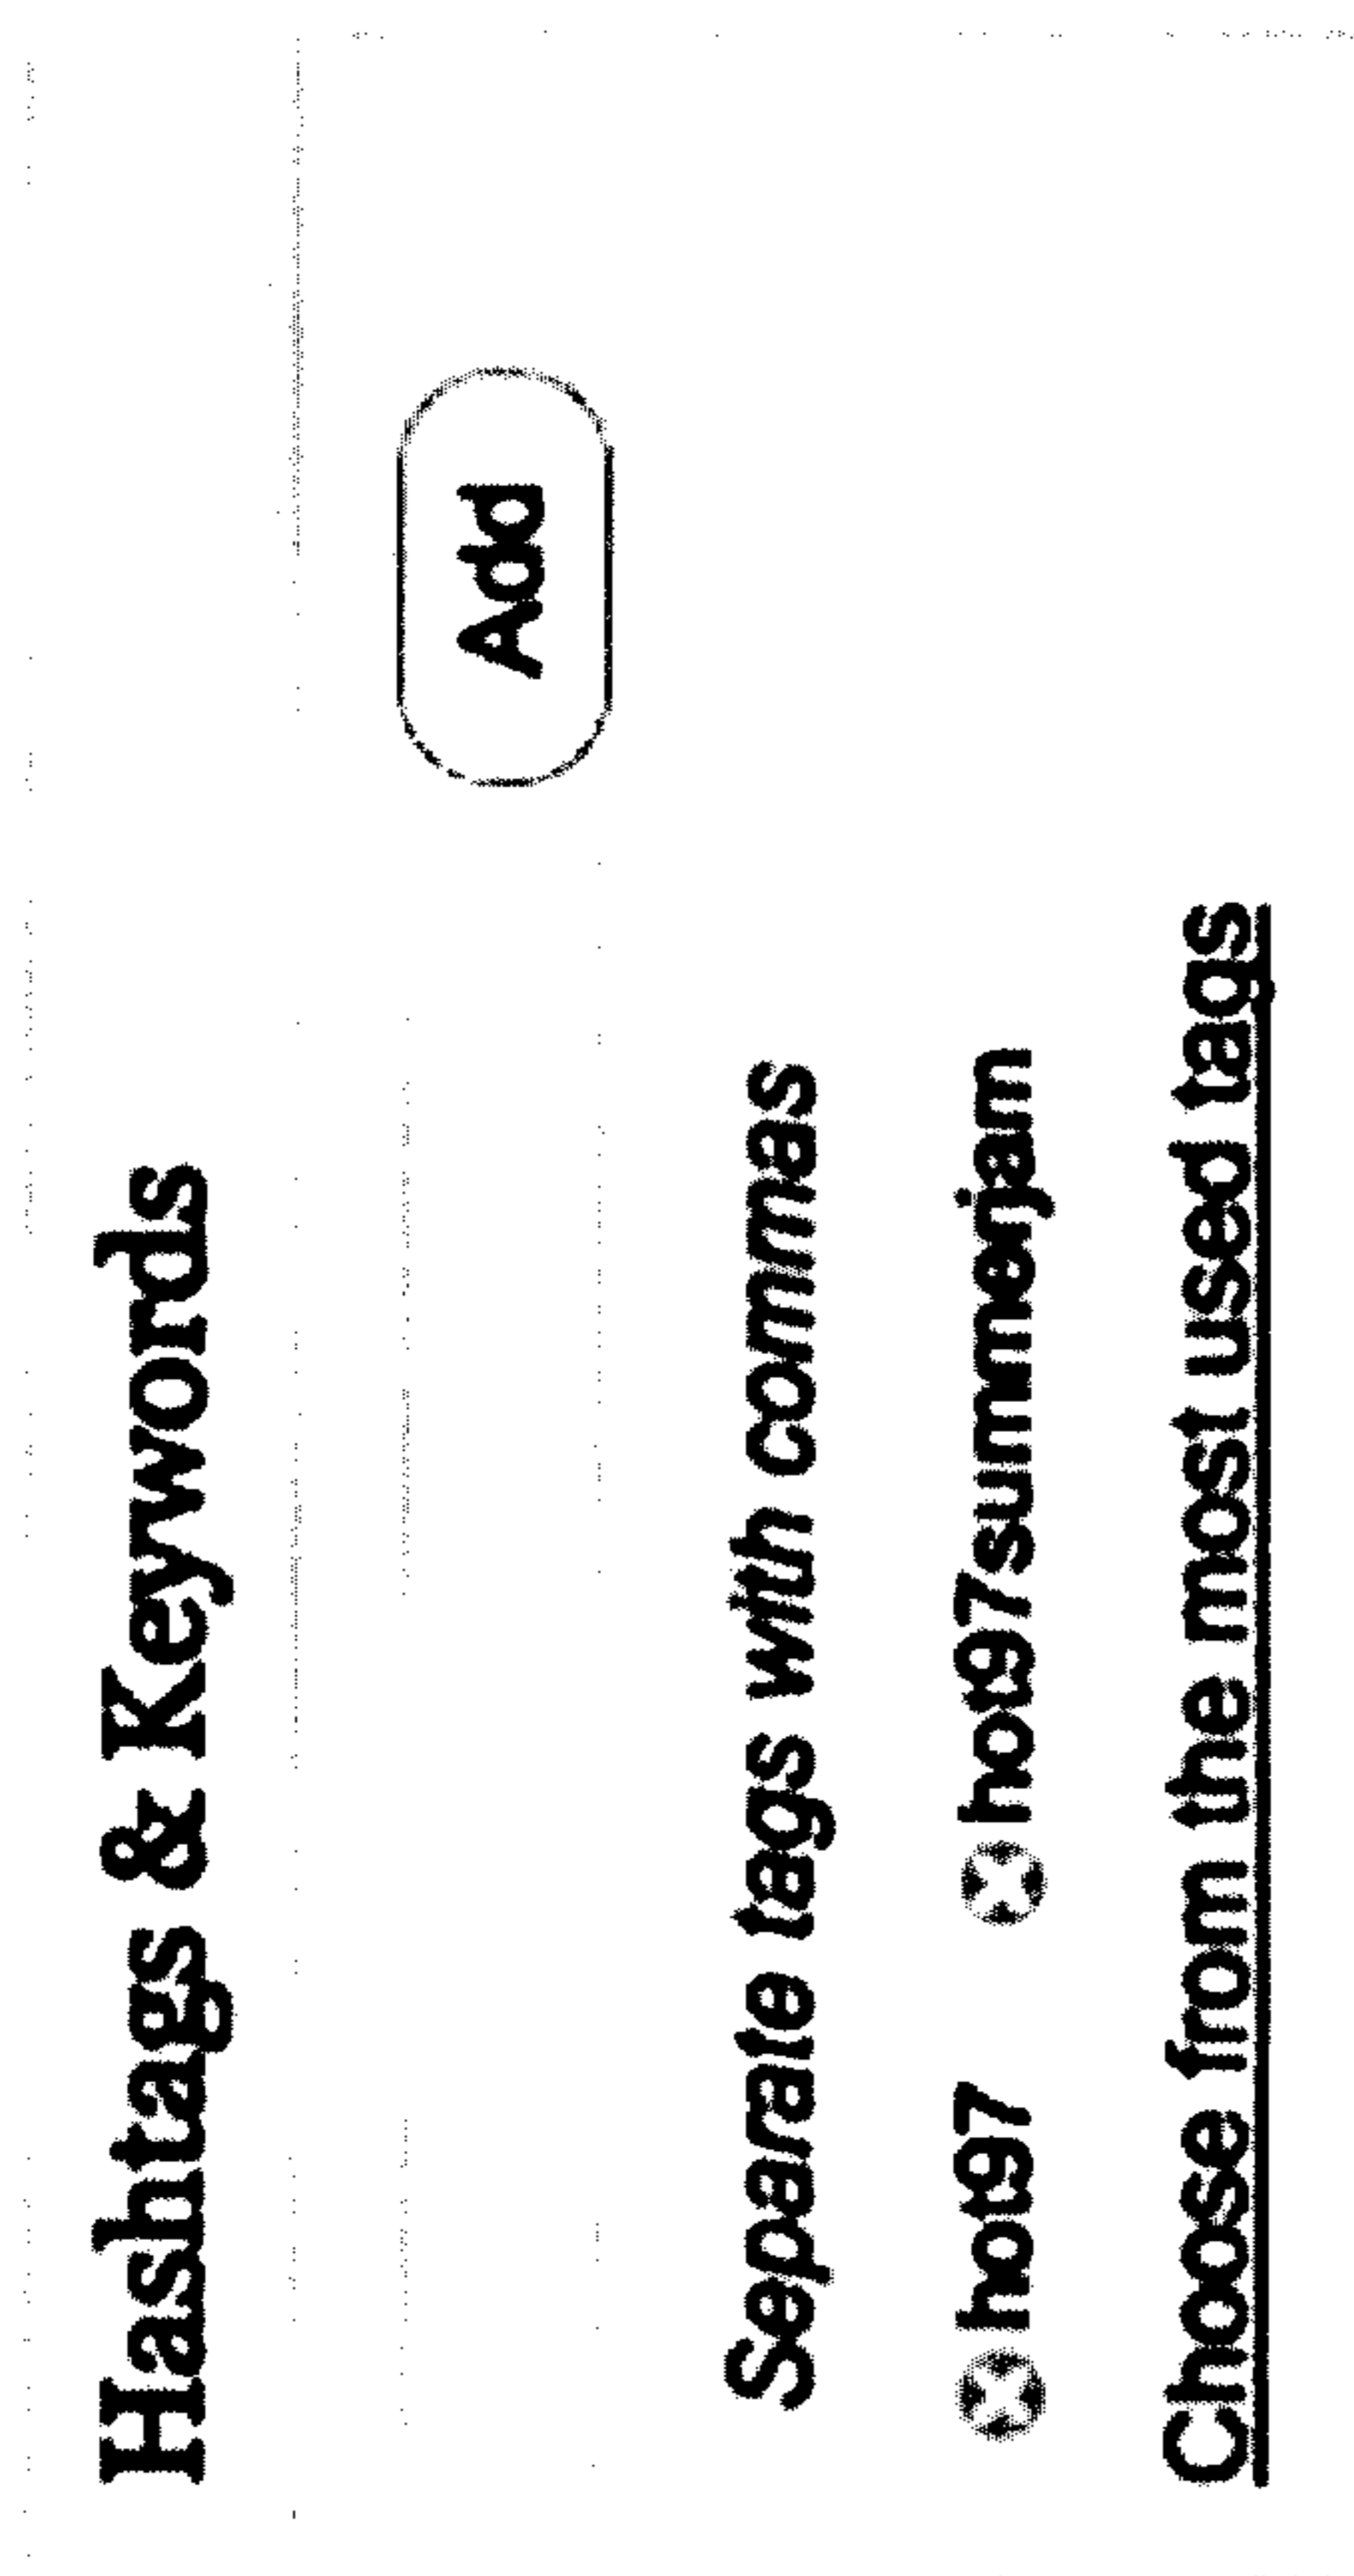 Hashtags & Keywords
Add
Separate tags with commas
hot97 hot97summerjam
Choose from the most used tags